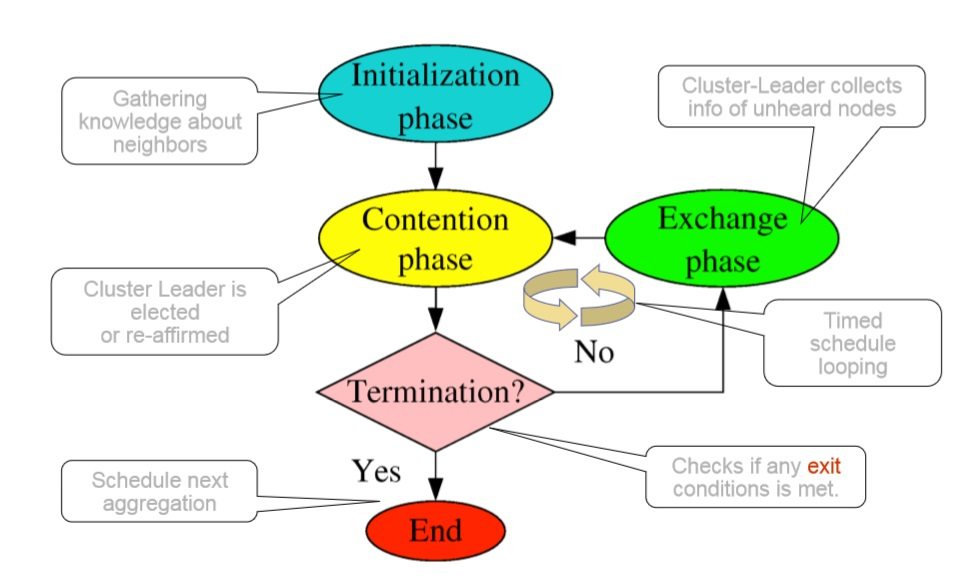 Initialization
phase
Gathering
knowledge about
neighbors
Cluster-Leader collects
info of unheard nodes
Contention
phase
Exchange
phase
Cluster Leader is
elected
or re-affirmed
Timed
schedule
looping
No
Termination?
Checks if any exit
conditions is met.
Yes
Schedule next
aggregation
End